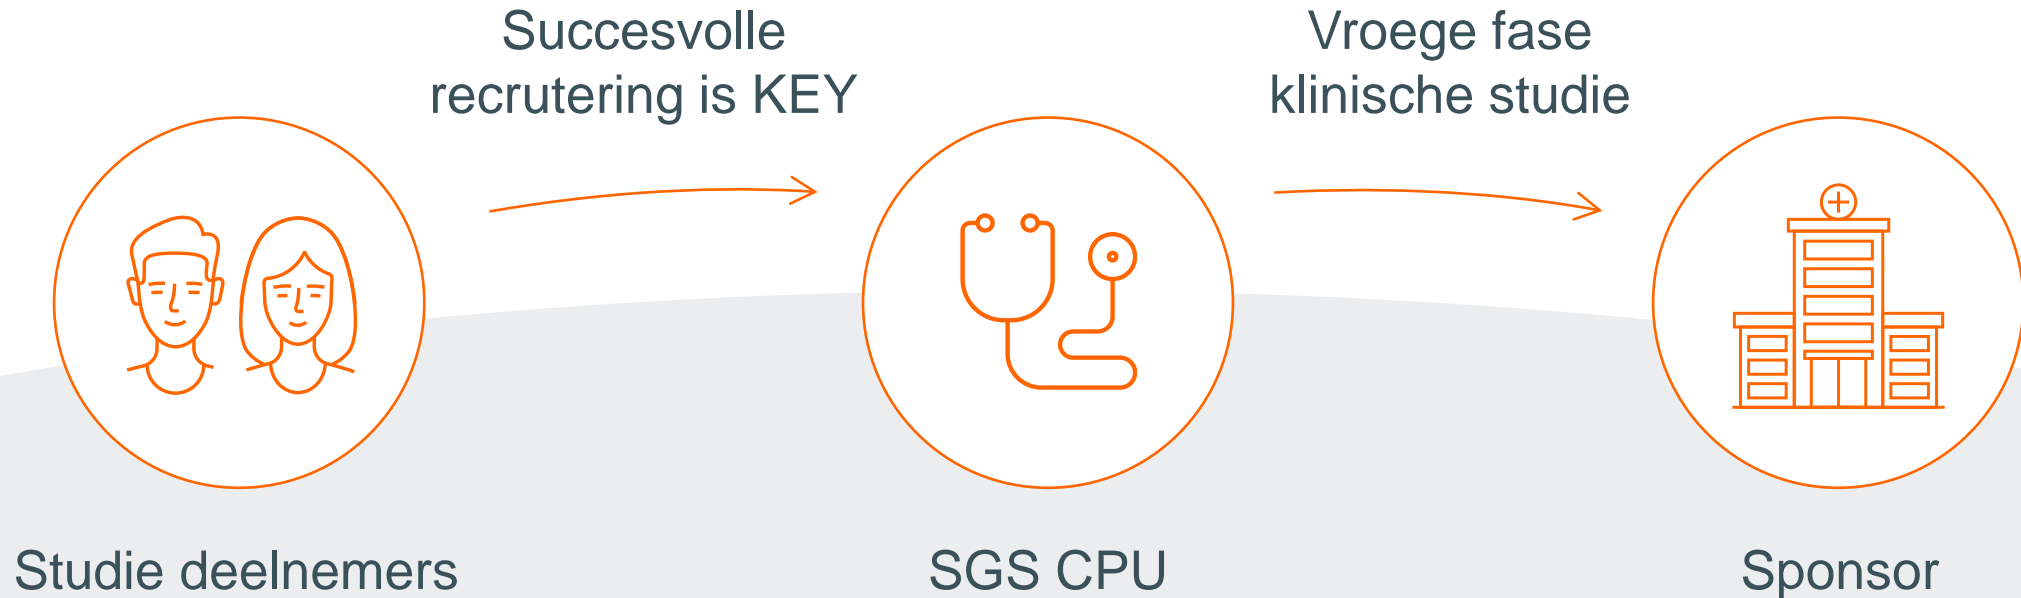 Succesvolle
recrutering is KEY
Vroege fase
klinische studie
Studie deelnemers
SGS CPU
Sponsor